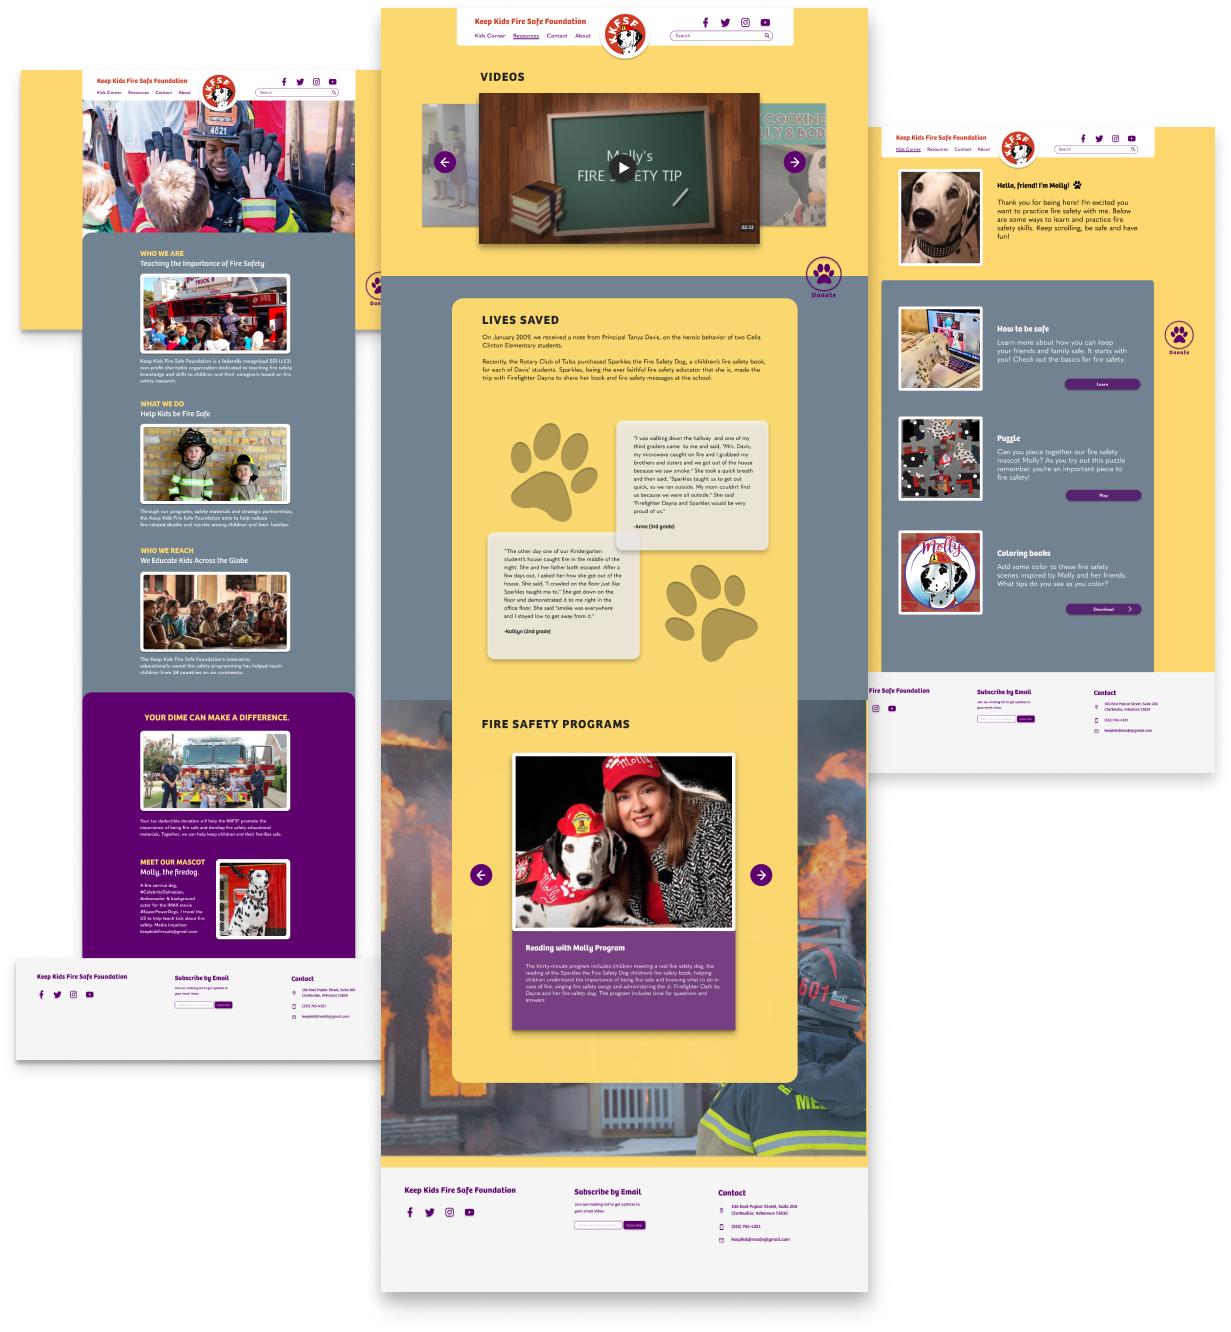 Keep Kids Fire Safe Foundation
Kids Corner Resources Contact About
KKFSF
Search
4621
WHO WE ARE
Teaching the Importance of Fire Safety
TRUCK
Keep Kids Fire Safe Foundation is a federally recognized 501 (c)(3)
non-profit charitable organization dedicated to teaching fire safety
knowledge and skills to children and their caregivers based on fire
safety research.
WHAT WE DO
Help Kids be Fire Safe
Through our programs, safety materials and strategic partnerships,
the Keep Kids Fire Safe Foundation aims to help reduce
fire-related deaths and injuries among children and their families.
WHO WE REACH
We Educate Kids Across the Globe
The Keep Kids Fire Safe Foundation's innovative,
educationally sound fire safety programming has helped reach
children from 34 countries on six continents.
YOUR DIME CAN MAKE A DIFFERENCE.
Your tax deductible donation will help the KKFSF promote the
importance of being fire safe and develop fire safety educational
materials. Together, we can help keep children and their families safe.
MEET OUR MASCOT
Molly, the firedog.
A fire service dog,
#CelebrityDalmation,
Ambassador & background
actor for the IMAX movie
#SuperPowerDogs, I travel the
US to help teach kids about fire
safety. Media Inquiries:
keepkidsfiresafe@gmail.com
Keep Kids Fire Safe Foundation
Subscribe by Email
Join our mailing list to get updates to
your email inbox.
Subscribe
Contact
106 East Poplar Street, Suite 200
Clarksville, Arkansas 72830
(555) 765-4321
keepkidsfiresafe@gmail.com
Keep Kids Fire Safe Foundation
Kids Corner Resources Contact About
KKFSF
Search
VIDEOS
Molly's
FIRE SAFETY TIP
02:33
COOKING
LLY & BOD
Donate
LIVES SAVED
On January 2009, we received a note from Principal Tanya Davis, on the heroic behavior of two Celia
Clinton Elementary students.
Recently, the Rotary Club of Tulsa purchased Sparkles the Fire Safety Dog, a children's fire safety book,
for each of Davis' students. Sparkles, being the ever faithful fire safety educator that she is, made the
trip with Firefighter Dayna to share her book and fire safety messages at the school.
"I was walking down the hallway and one of my
third graders came to me and said, "Mrs. Davis,
my microwave caught on fire and I grabbed my
brothers and sisters and we got out of the house
because we saw smoke." She took a quick breath
and then said, "Sparkles taught us to get out
quick, so we ran outside. My mom couldn't find
us because we were all outside." She said
"Firefighter Dayna and Sparkles would be very
proud of us."
-Anna (3rd grade)
"The other day one of our Kindergarten
student's house caught fire in the middle of the
night. She and her father both escaped. After a
few days out, I asked her how she got out of the
house. She said, "I crawled on the floor just like
Sparkles taught me to." She got down on the
floor and demonstrated it to me right in the
office floor. She said "smoke was everywhere
and I stayed low to get away from it."
-Kaitlyn (2nd grade)
FIRE SAFETY PROGRAMS
Molly
Molly
Reading with Molly Program
The thirty-minute program includes children meeting a real fire safety dog, the
reading of the Sparkles the Fire Safety Dog children's fire safety book, helping
children understand the importance of being fire safe and knowing what to do in
case of fire, singing fire safety songs and administering the Jr. Firefighter Oath by
Dayna and her fire safety dog. The program includes time for questions and
answers.
601
Keep Kids Fire Safe Foundation
Subscribe by Email
Join our mailing list to get updates to
your email inbox.
Subscribe
Contact
106 East Poplar Street, Suite 200
Clarksville, Arkansas 72830
(555) 765-4321
keepkidsfiresafe@gmail.com
Keep Kids Fire Safe Foundation
Kids Corner Resources Contact About
KKFSF
Search
Hello, friend! I'm Molly!
Thank you for being here! I'm excited you
want to practice fire safety with me. Below
are some ways to learn and practice fire
safety skills. Keep scrolling, be safe and have
fun!
How to be safe
Learn more about how you can keep
your friends and family safe. It starts with
you! Check out the basics for fire safety.
Learn
Donate
Puzzle
Can you piece together our fire safety
mascot Molly? As you try out this puzzle
remember you're an important piece to
fire safety!
Play
Molly
Coloring books
Add some color to these fire safety
scenes inspired by Molly and her friends.
What tips do you see as you color?
Download
Fire Safe Foundation
Subscribe by Email
Join our mailing list to get updates to
your email inbox.
Subscribe
Contact
106 East Poplar Street, Suite 200
Clarksville, Arkansas 72830
(555) 765-4321
keepkidsfiresafe@gmail.com